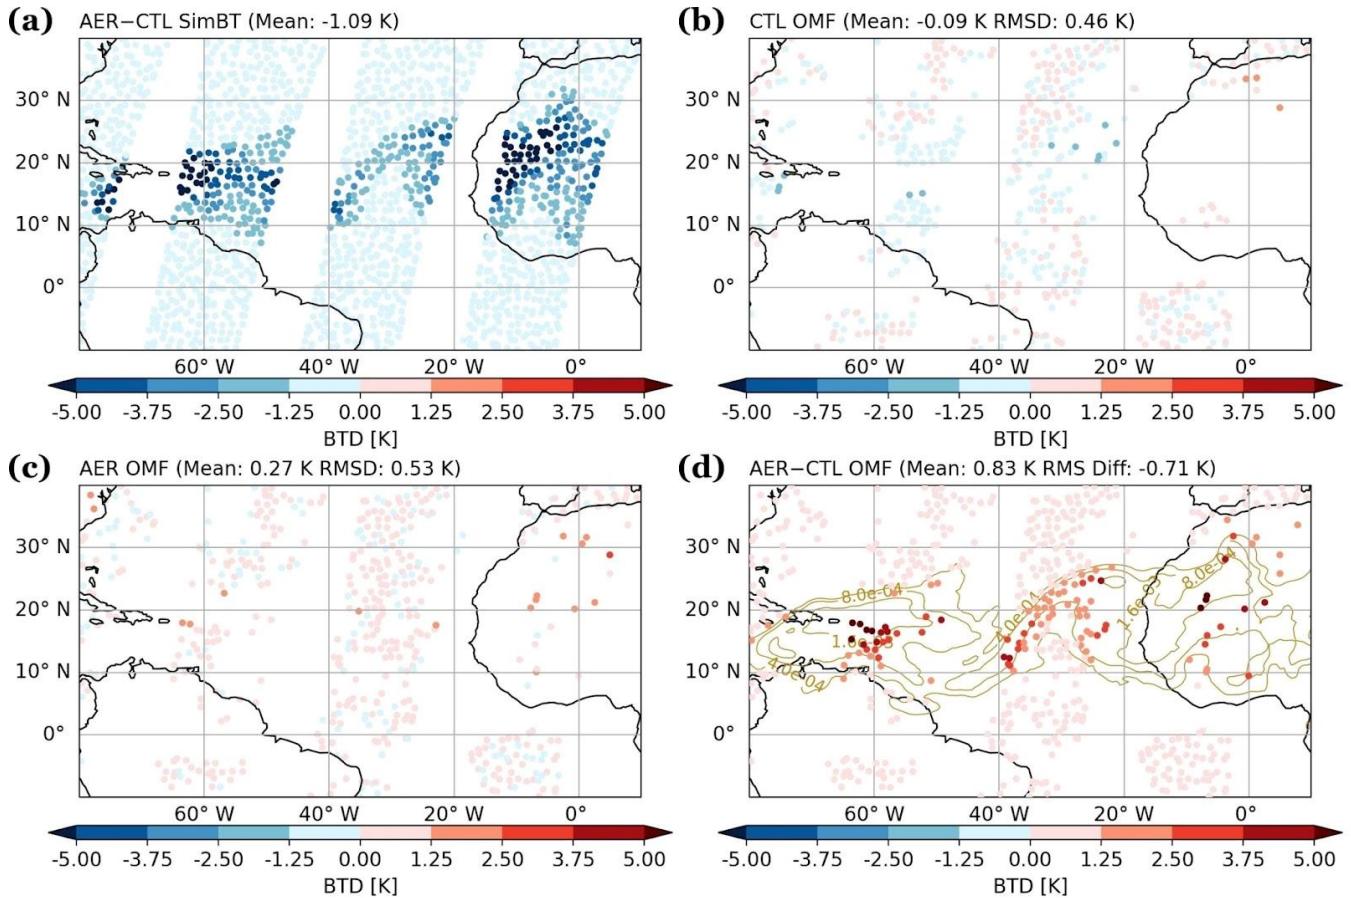 (a) AER−CTL SimBT (Mean: -1.09 K)
30° N
20° N
10° N
0°
60° W 40° W 20° W 0°
-5.00 -3.75 -2.50 -1.25 0.00 1.25 2.50 3.75 5.00
BTD [K]
(b) CTL OMF (Mean: -0.09 K RMSD: 0.46 K)
30° N
20° N
10° N
0°
60° W 40° W 20° W 0°
-5.00 -3.75 -2.50 -1.25 0.00 1.25 2.50 3.75 5.00
BTD [K]
(c) AER OMF (Mean: 0.27 K RMSD: 0.53 K)
30° N
20° N
10° N
0°
60° W 40° W 20° W 0°
-5.00 -3.75 -2.50 -1.25 0.00 1.25 2.50 3.75 5.00
BTD [K]
(d) AER−CTL OMF (Mean: 0.83 K RMS Diff: -0.71 K)
30° N
20° N
10° N
0°
8.0e-04
4.0e-04
4.0e-04
1.6e-03
8.0e-04
60° W 40° W 20° W 0°
-5.00 -3.75 -2.50 -1.25 0.00 1.25 2.50 3.75 5.00
BTD [K]